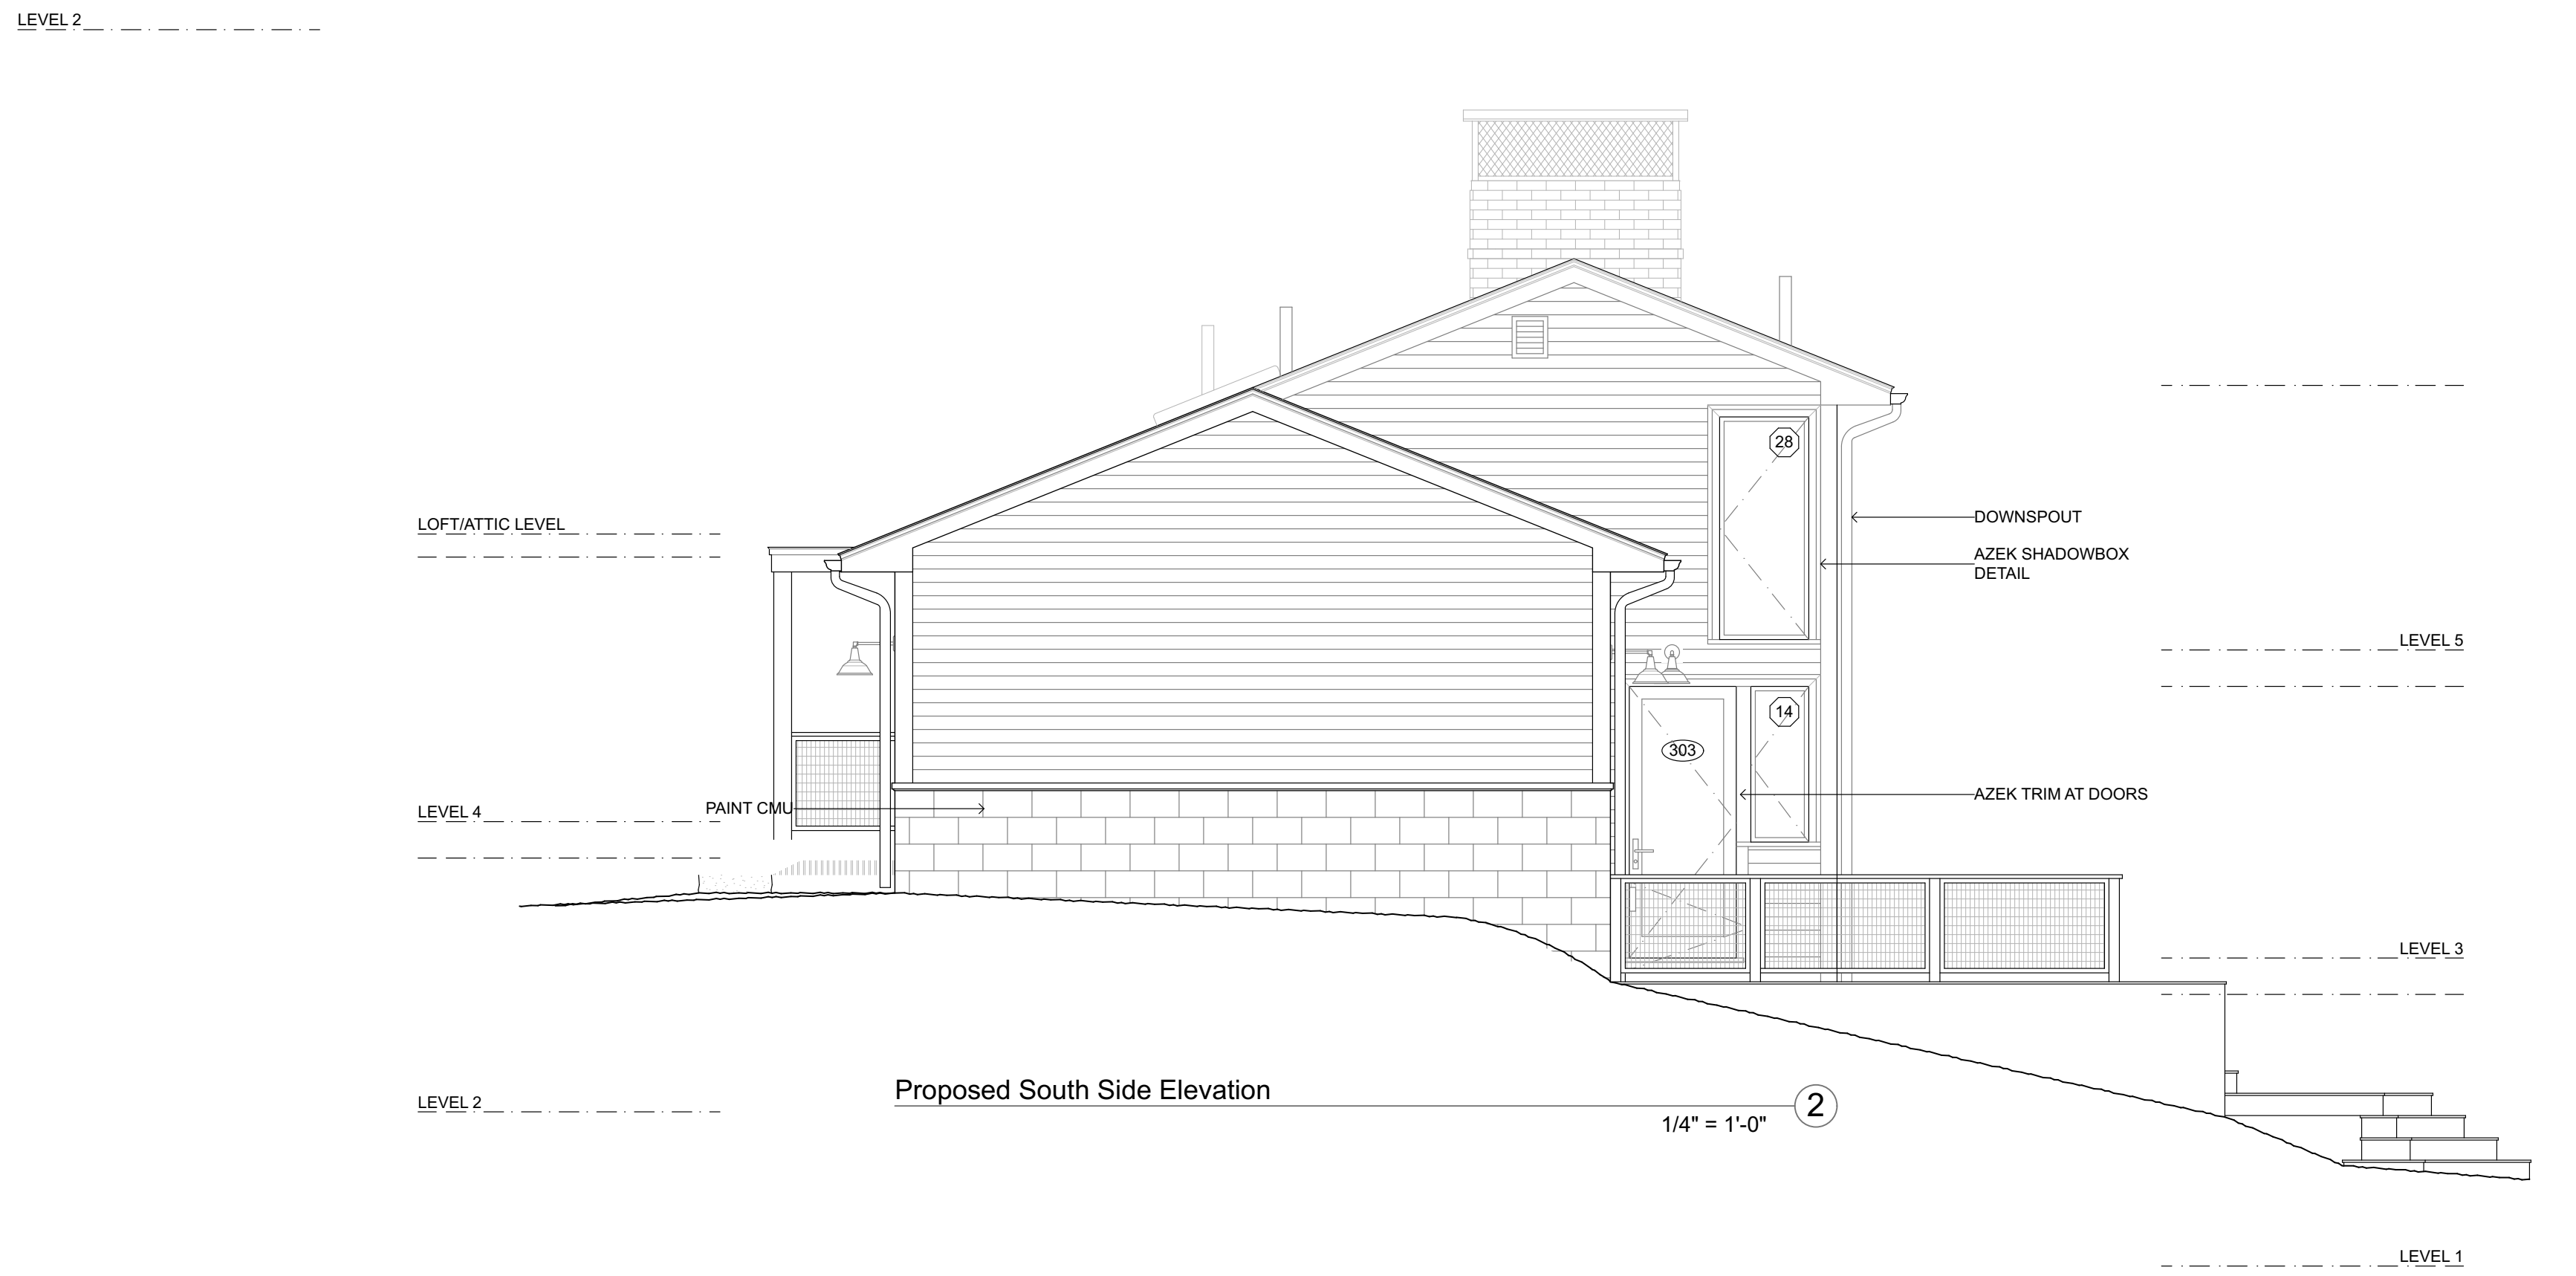 LEVEL 2
28
DOWNSPOUT
LOFT/ATTIC LEVEL
AZEK SHADOWBOX
DETAIL
LEVEL 5
14
303
AZEK TRIM AT DOORS
PAINT CMU
LEVEL 4
LEVEL 3
Proposed South Side Elevation
2
LEVEL 2
1/4" = 1'-0"
LEVEL 1